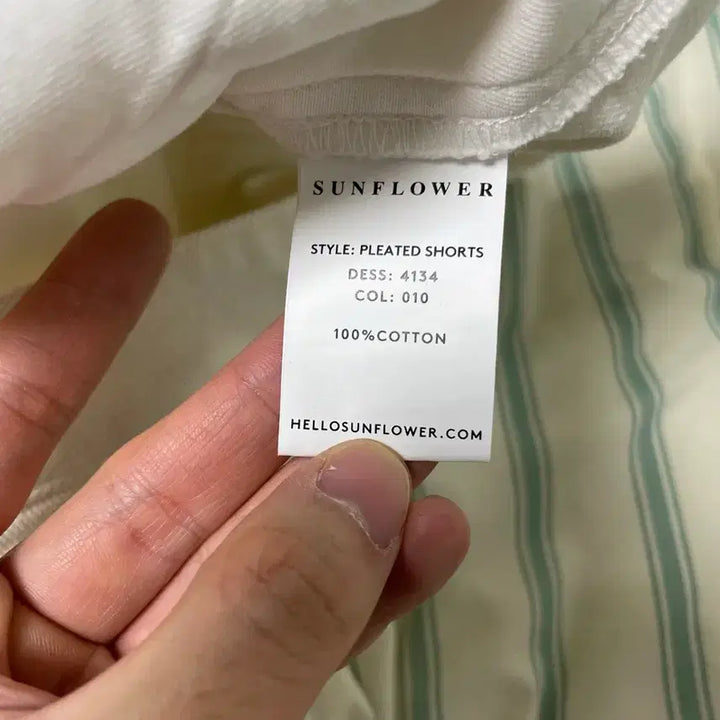 SUNFLOWER
STYLE: PLEATED SHORTS
DESS: 4134
COL: 010
100%COTTON
HELLOSUNFLOWER.COM